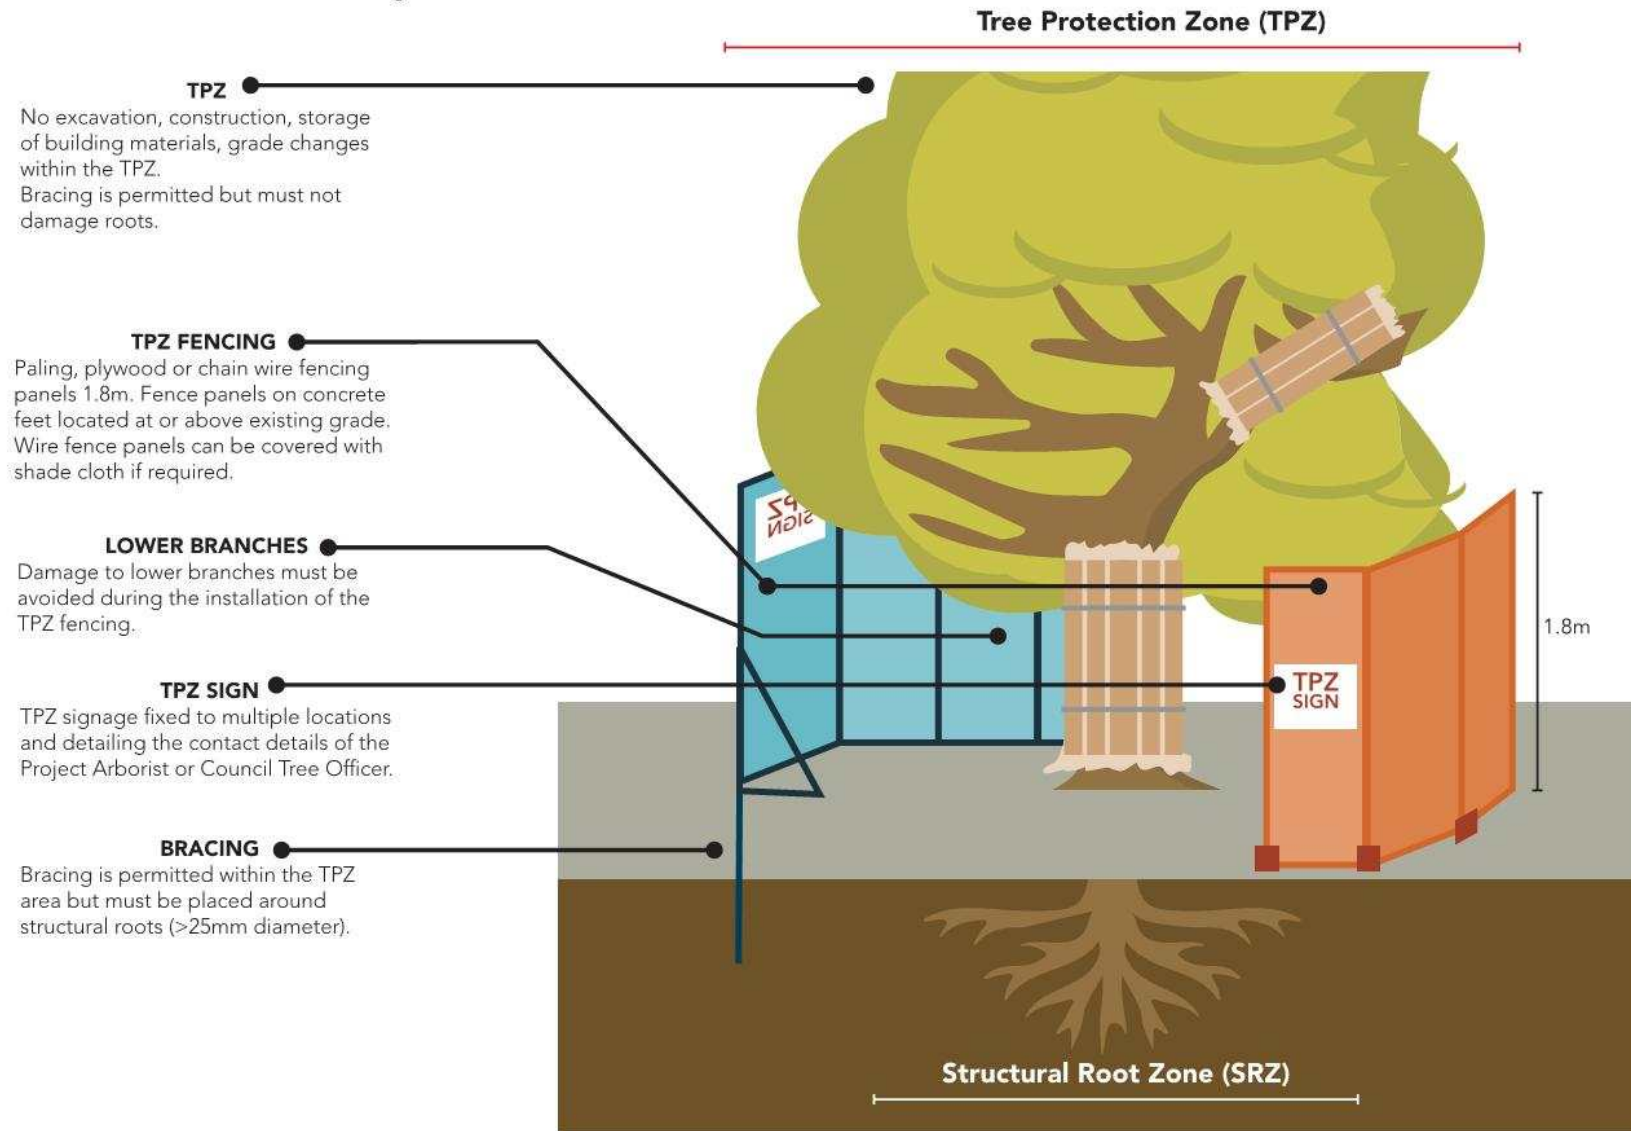 Tree Protection Zone (TPZ)
TPZ
No excavation, construction, storage
of building materials, grade changes
within the TPZ.
Bracing is permitted but must not
damage roots.
TPZ FENCING
Paling, plywood or chain wire fencing
panels 1.8m. Fence panels on concrete
feet located at or above existing grade.
Wire fence panels can be covered with
shade cloth if required.
TPZ
SIGN
LOWER BRANCHES
Damage to lower branches must be
avoided during the installation of the
TPZ fencing.
1.8m
TPZ SIGN
TPZ signage fixed to multiple locations
and detailing the contact details of the
Project Arborist or Council Tree Officer.
TPZ
SIGN
BRACING
Bracing is permitted within the TPZ
area but must be placed around
structural roots (>25mm diameter).
Structural Root Zone (SRZ)